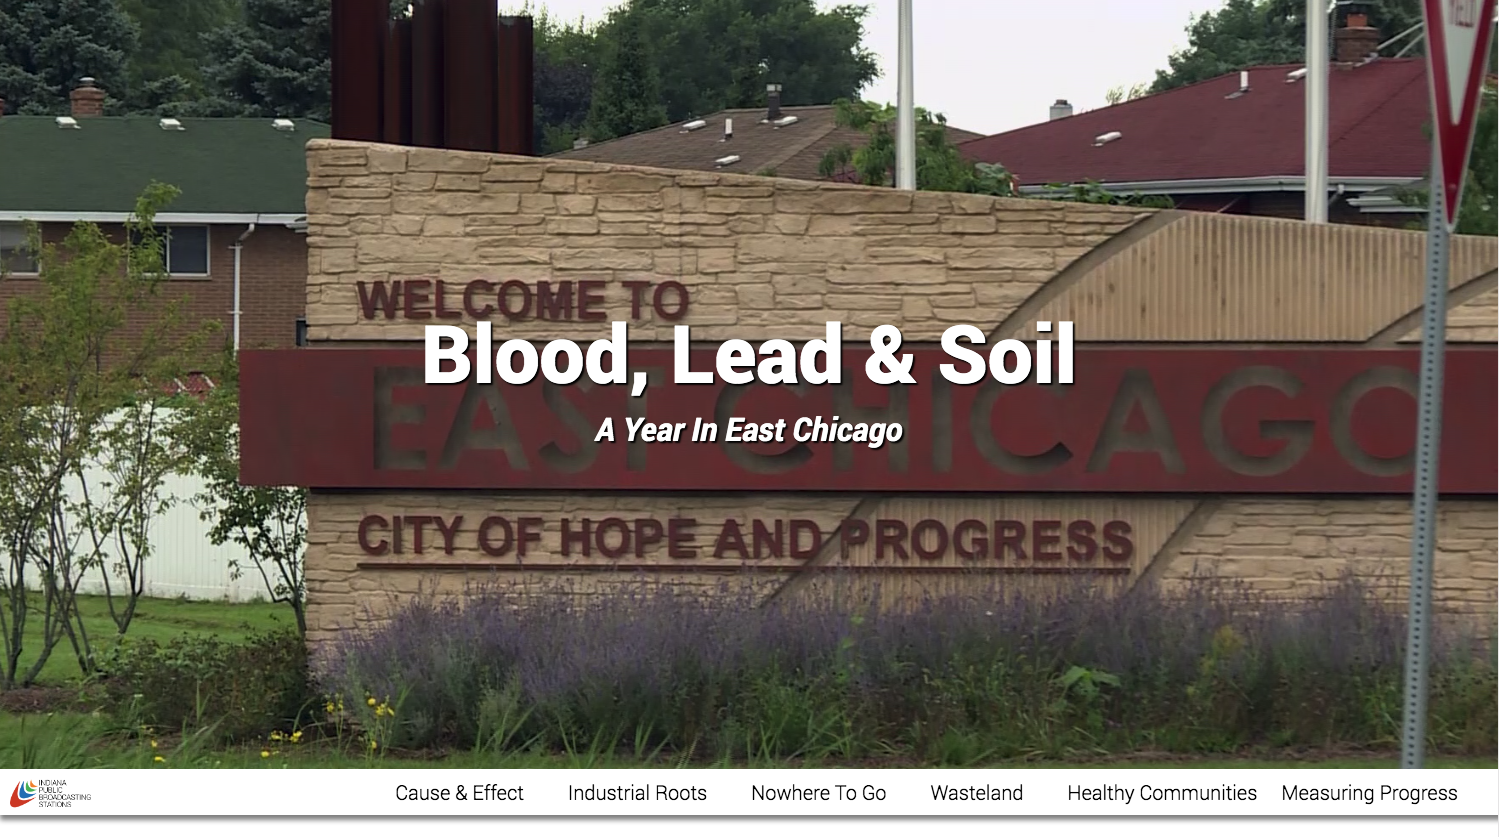 WELCOME TO
Blood, Lead & Soil
EAST CHICAGO
A Year In East Chicago
CITY OF HOPE AND PROGRESS
INDIANA
PUBLIC
BROADCASTING
STATIONS
Cause & Effect
Industrial Roots
Nowhere To Go
Wasteland
Healthy Communities
Measuring Progress